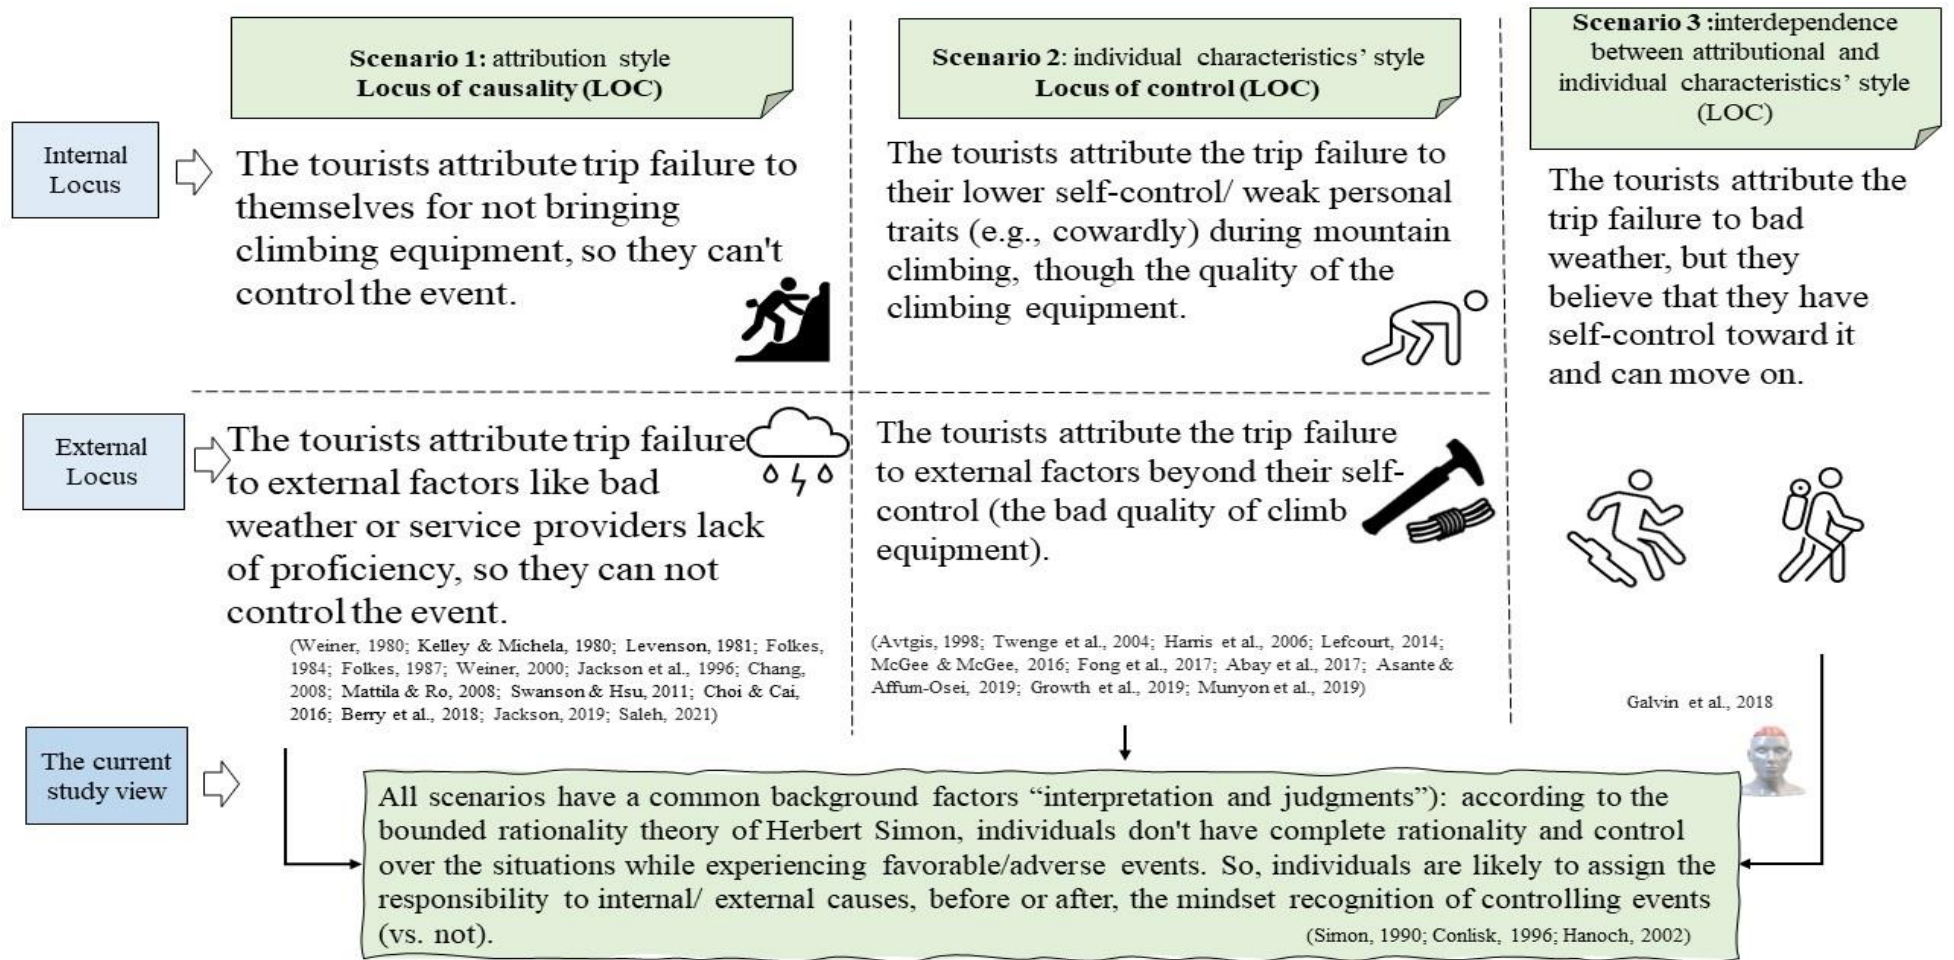 Scenario 1: attribution style
Locus of causality (LOC)
Scenario 2: individual characteristics' style
Locus of control (LOC)
Scenario 3 :interdependence
between attributional and
individual characteristics' style
(LOC)
Internal
Locus
The tourists attribute trip failure to
themselves for not bringing
climbing equipment, so they can't
control the event.
The tourists attribute the trip failure to
their lower self-control/ weak personal
traits (e.g., cowardly) during mountain
climbing, though the quality of the
climbing equipment.
The tourists attribute the
trip failure to bad
weather, but they
believe that they have
self-control toward it
and can move on.
External
Locus
The tourists attribute trip failure
to external factors like bad
weather or service providers lack
of proficiency, so they can not
control the event.
(Weiner, 1980; Kelley & Michela, 1980; Levenson, 1981; Folkes,
1984; Folkes, 1987; Weiner, 2000; Jackson et al., 1996; Chang,
2008; Mattila & Ro, 2008; Swanson & Hsu, 2011; Choi & Cai,
2016; Berry et al., 2018; Jackson, 2019; Saleh, 2021)
The tourists attribute the trip failure
to external factors beyond their self-
control (the bad quality of climb
equipment).
(Avtgis, 1998; Twenge et al., 2004; Harris et al., 2006; Lefcourt, 2014;
McGee & McGee, 2016; Fong et al., 2017; Abay et al., 2017; Asante &
Affum-Osei, 2019; Growth et al., 2019; Munyon et al., 2019)
Galvin et al., 2018
The current
study view
All scenarios have a common background factors “interpretation and judgments”): according to the
bounded rationality theory of Herbert Simon, individuals don't have complete rationality and control
over the situations while experiencing favorable/adverse events. So, individuals are likely to assign the
responsibility to internal/ external causes, before or after, the mindset recognition of controlling events
(vs. not).
(Simon, 1990; Conlisk, 1996; Hanoch, 2002)